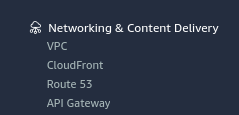 Networking & Content Delivery
VPC
CloudFront
Route 53
API Gateway